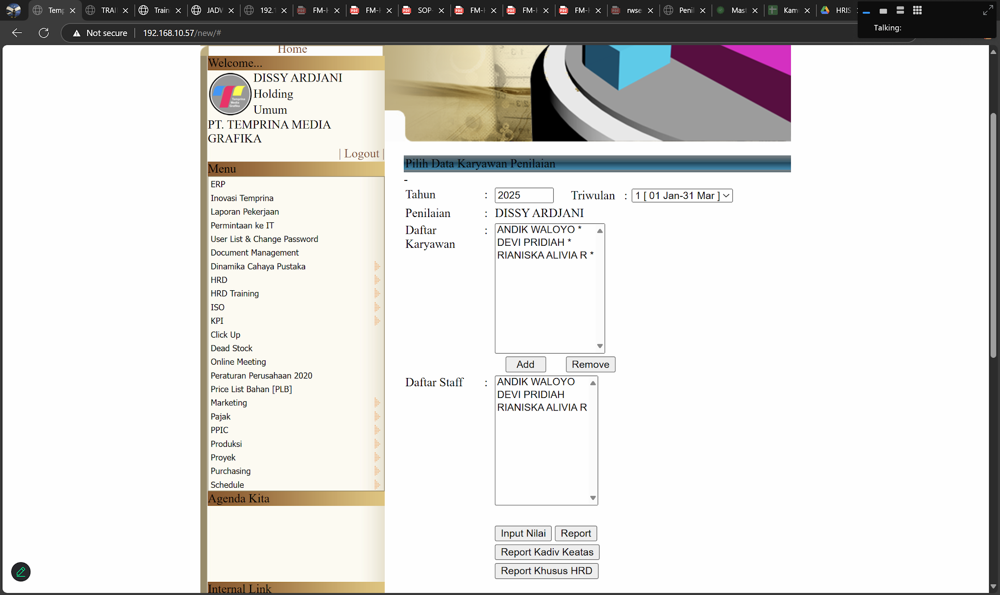 Temp
TRAI
Train
JADV
192.1
FM-H
FM-H
SOP-
FM-H
FM-H
FM-H
rwse
Penil
Mast
Kam
HRIS
Talking:
Not secure
192.168.10.57/new/#
Home
Welcome...
DISSY ARDJANI
Holding
Umum
PT. TEMPRINA MEDIA
GRAFIKA
| Logout |
Temprina
Media
Grafika
Menu
ERP
Inovasi Temprina
Laporan Pekerjaan
Permintaan ke IT
User List & Change Password
Document Management
Dinamika Cahaya Pustaka
HRD
HRD Training
ISO
KPI
Click Up
Dead Stock
Online Meeting
Peraturan Perusahaan 2020
Price List Bahan [PLB]
Marketing
Pajak
PPIC
Produksi
Proyek
Purchasing
Schedule
Agenda Kita
Internal Link
Pilih Data Karyawan Penilaian
-
Tahun : 2025 Triwulan : 1 [ 01 Jan-31 Mar ]
Penilaian : DISSY ARDJANI
Daftar Karyawan :
ANDIK WALOYO *
DEVI PRIDIAH *
RIANISKA ALIVIA R *
Add Remove
Daftar Staff :
ANDIK WALOYO
DEVI PRIDIAH
RIANISKA ALIVIA R
Input Nilai Report
Report Kadiv Keatas
Report Khusus HRD